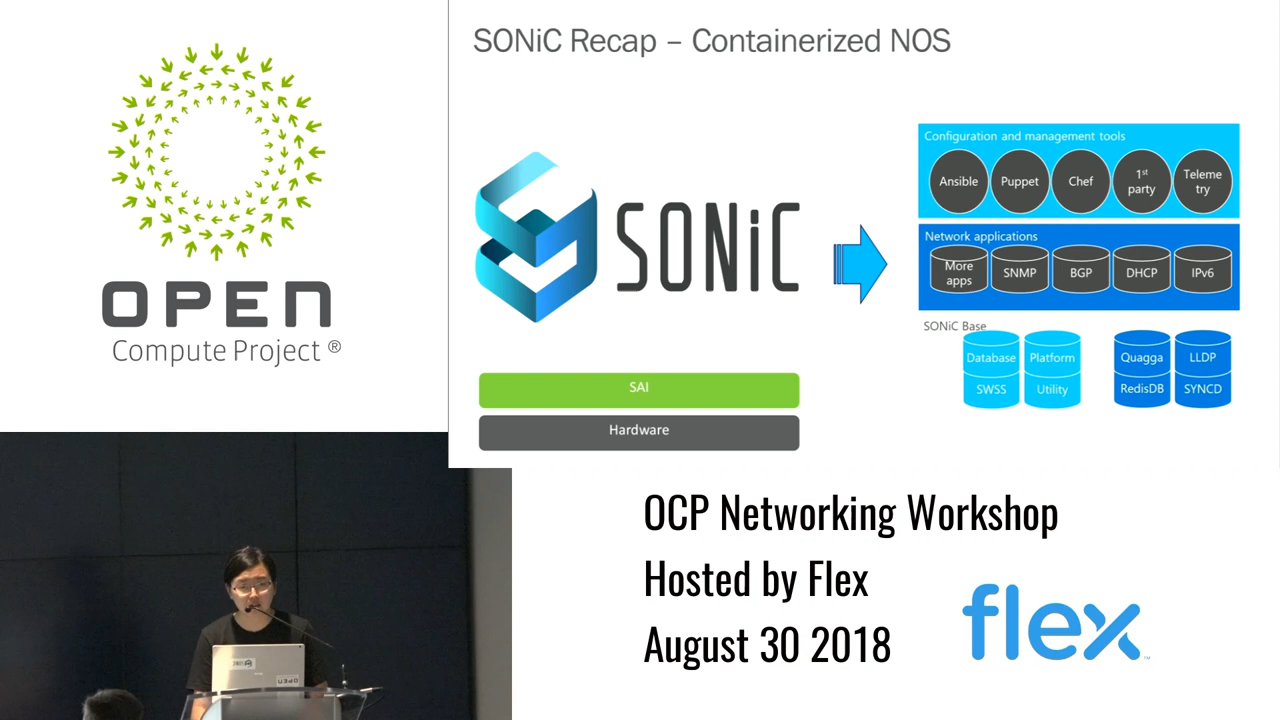 OPEN
Compute Project ®
SONiC Recap – Containerized NOS
SONiC
SAI
Hardware
Configuration and management tools
Ansible
Puppet
Chef
1st
party
Teleme
try
Network applications
More
apps
SNMP
BGP
DHCP
IPv6
SONiC Base
Database
SWSS
Platform
Utility
Quagga
RedisDB
LLDP
SYNCD
OCP Networking Workshop
Hosted by Flex
August 30 2018
flex